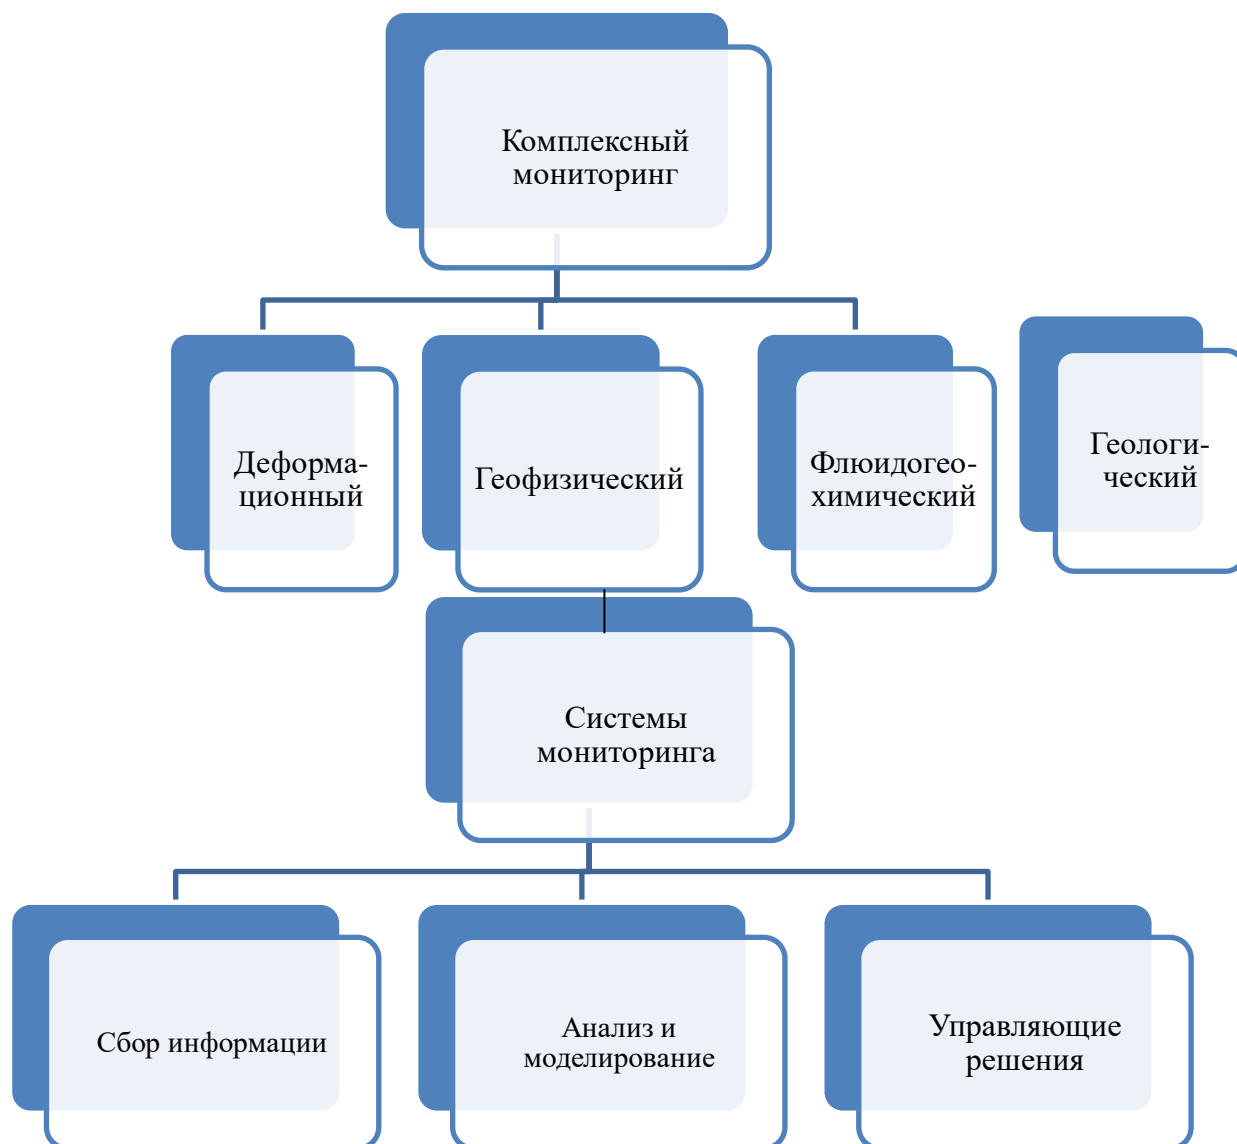 Комплексный
мониторинг
Деформа-
ционный
Геофизический
Флюидогео-
химический
Геологи-
ческий
Системы
мониторинга
Сбор информации
Анализ и
моделирование
Управляющие
решения